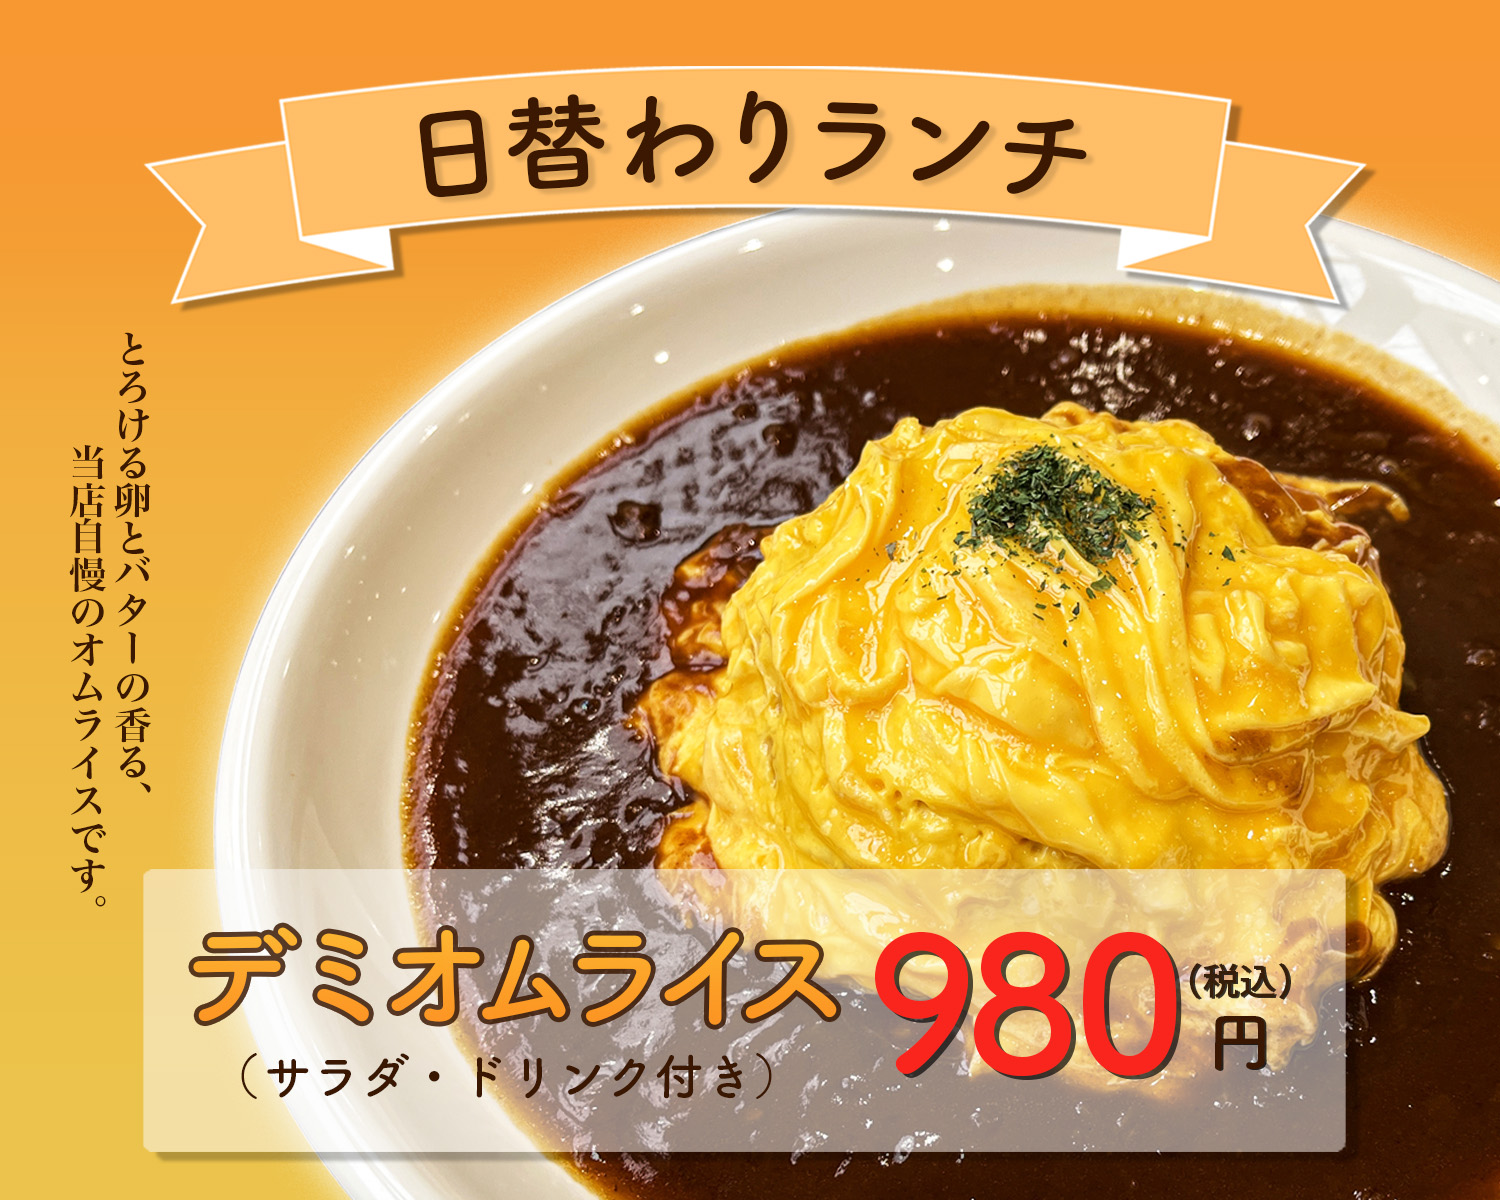 日替わりランチ
とろける卵とバターの香る、
当店自慢のオムライスです。
デミオムライス
（サラダ・ドリンク付き）
980
（税込）
円